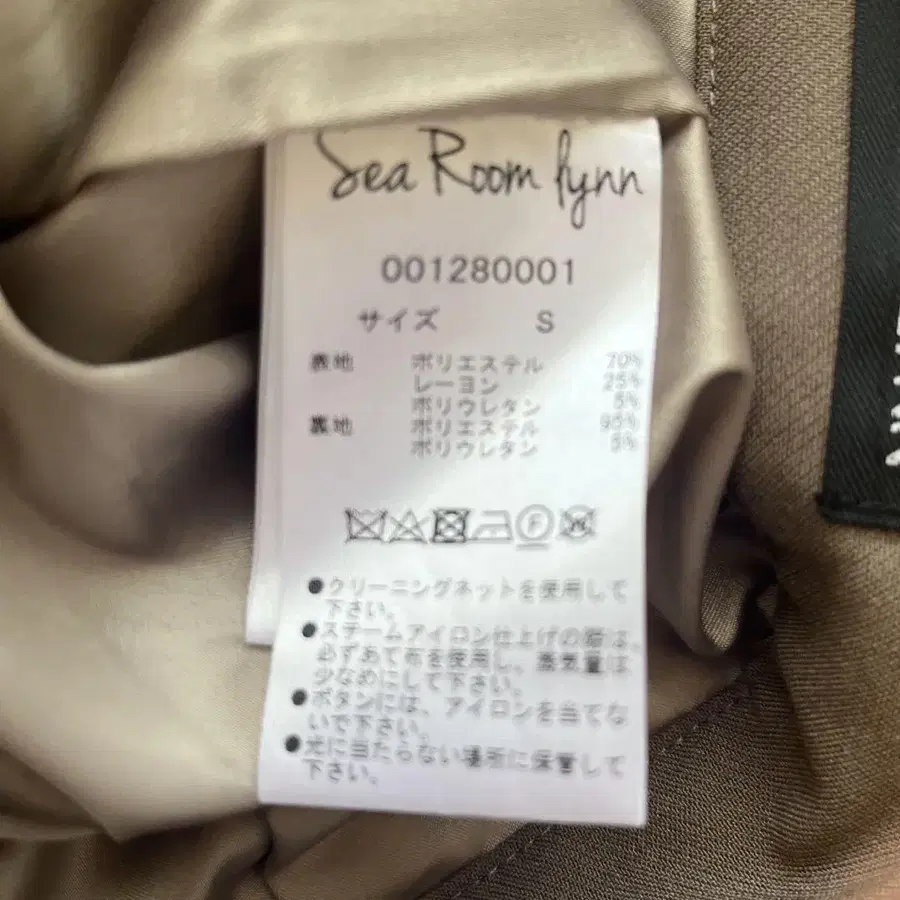 Sea Room lynn
001280001
サイズ S
表地 ポリエステル 70%
レーヨン 25%
ポリウレタン 5%
裏地 ポリエステル 95%
ポリウレタン 5%
F
●クリーニングネットを使用して
下さい。
●スチームアイロン仕上げの際は、
必ずあて布を使用し、蒸気量は
少なめにして下さい。
●ボタンには、アイロンを当てな
いで下さい。
●光に当たらない場所に保管して
下さい。